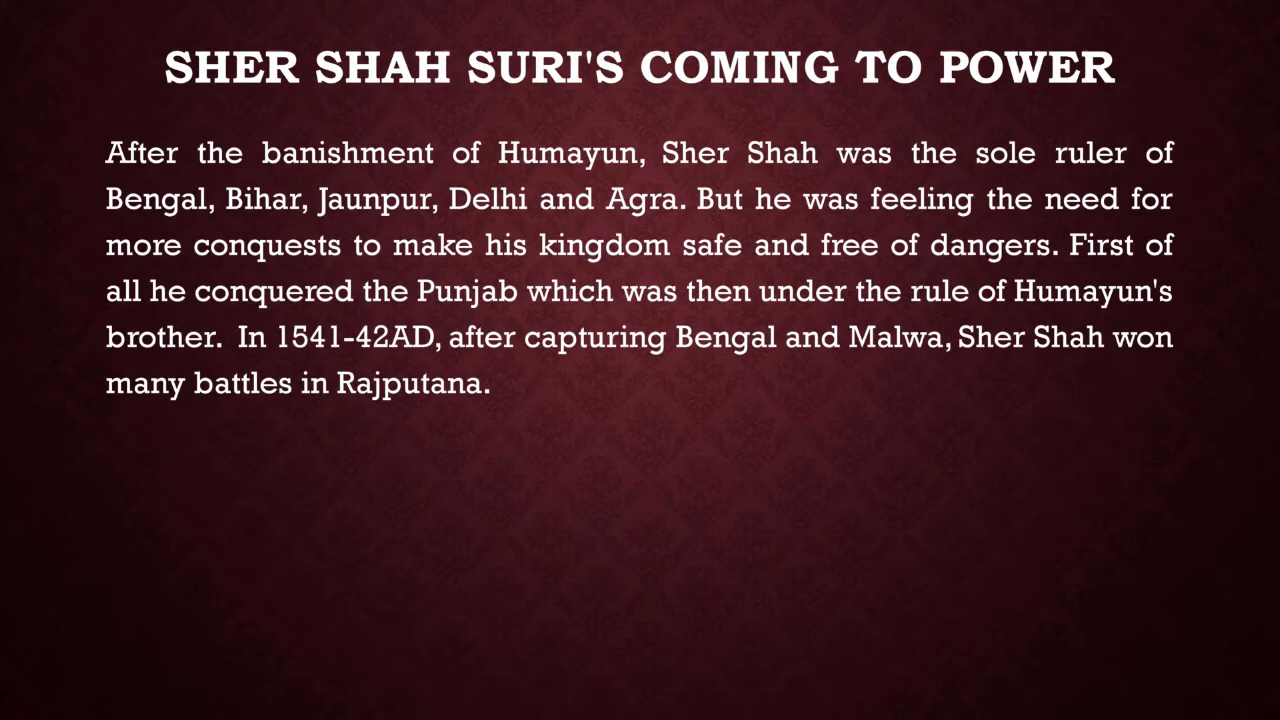 SHER SHAH SURI'S COMING TO POWER
After the banishment of Humayun, Sher Shah was the sole ruler of
Bengal, Bihar, Jaunpur, Delhi and Agra. But he was feeling the need for
more conquests to make his kingdom safe and free of dangers. First of
all he conquered the Punjab which was then under the rule of Humayun's
brother.  In 1541-42AD, after capturing Bengal and Malwa, Sher Shah won
many battles in Rajputana.